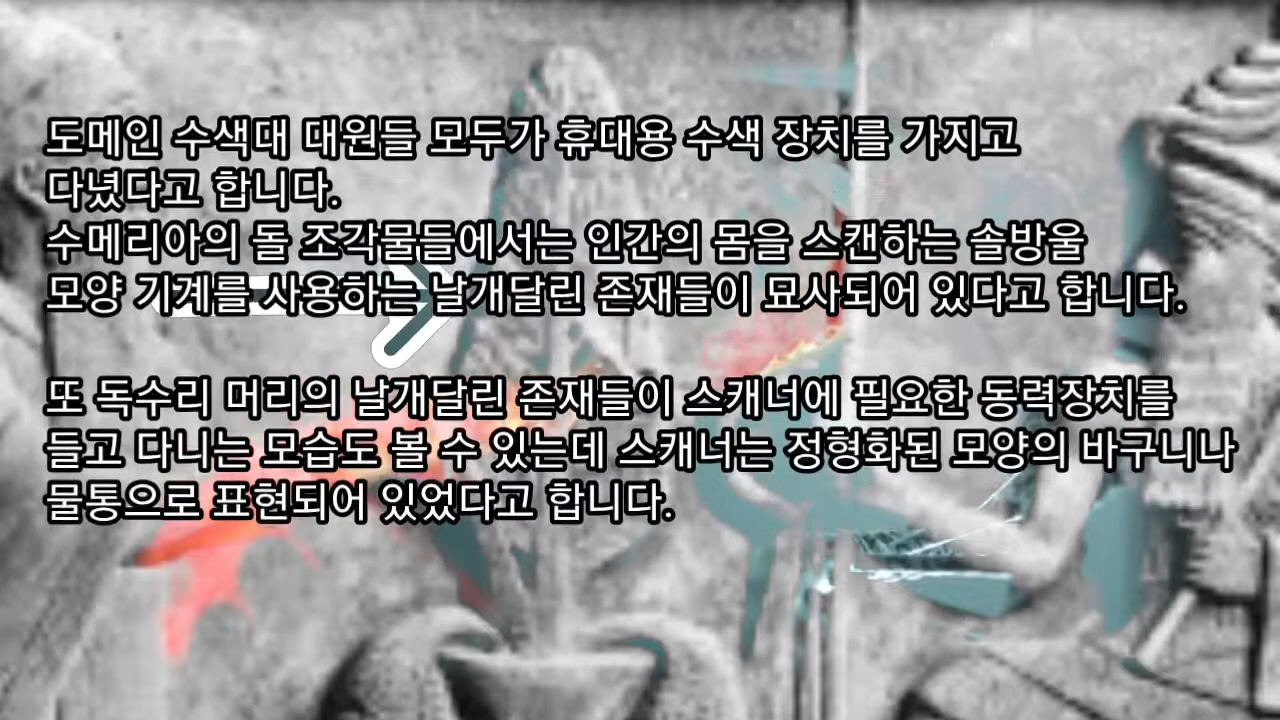 도메인 수색대 대원들 모두가 휴대용 수색 장치를 가지고
다녔다고 합니다.
수메리아의 돌 조각물들에서는 인간의 몸을 스캔하는 솔방울
모양 기계를 사용하는 날개달린 존재들이 묘사되어 있다고 합니다.
또 독수리 머리의 날개달린 존재들이 스캐너에 필요한 동력장치를
들고 다니는 모습도 볼 수 있는데 스캐너는 정형화된 모양의 바구니나
물통으로 표현되어 있었다고 합니다.